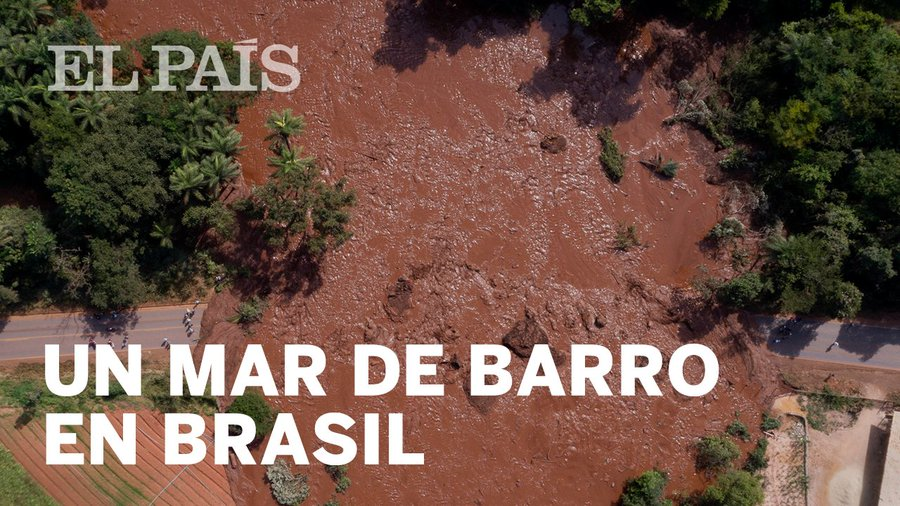 EL PAÍS
UN MAR DE BARRO
EN BRASIL